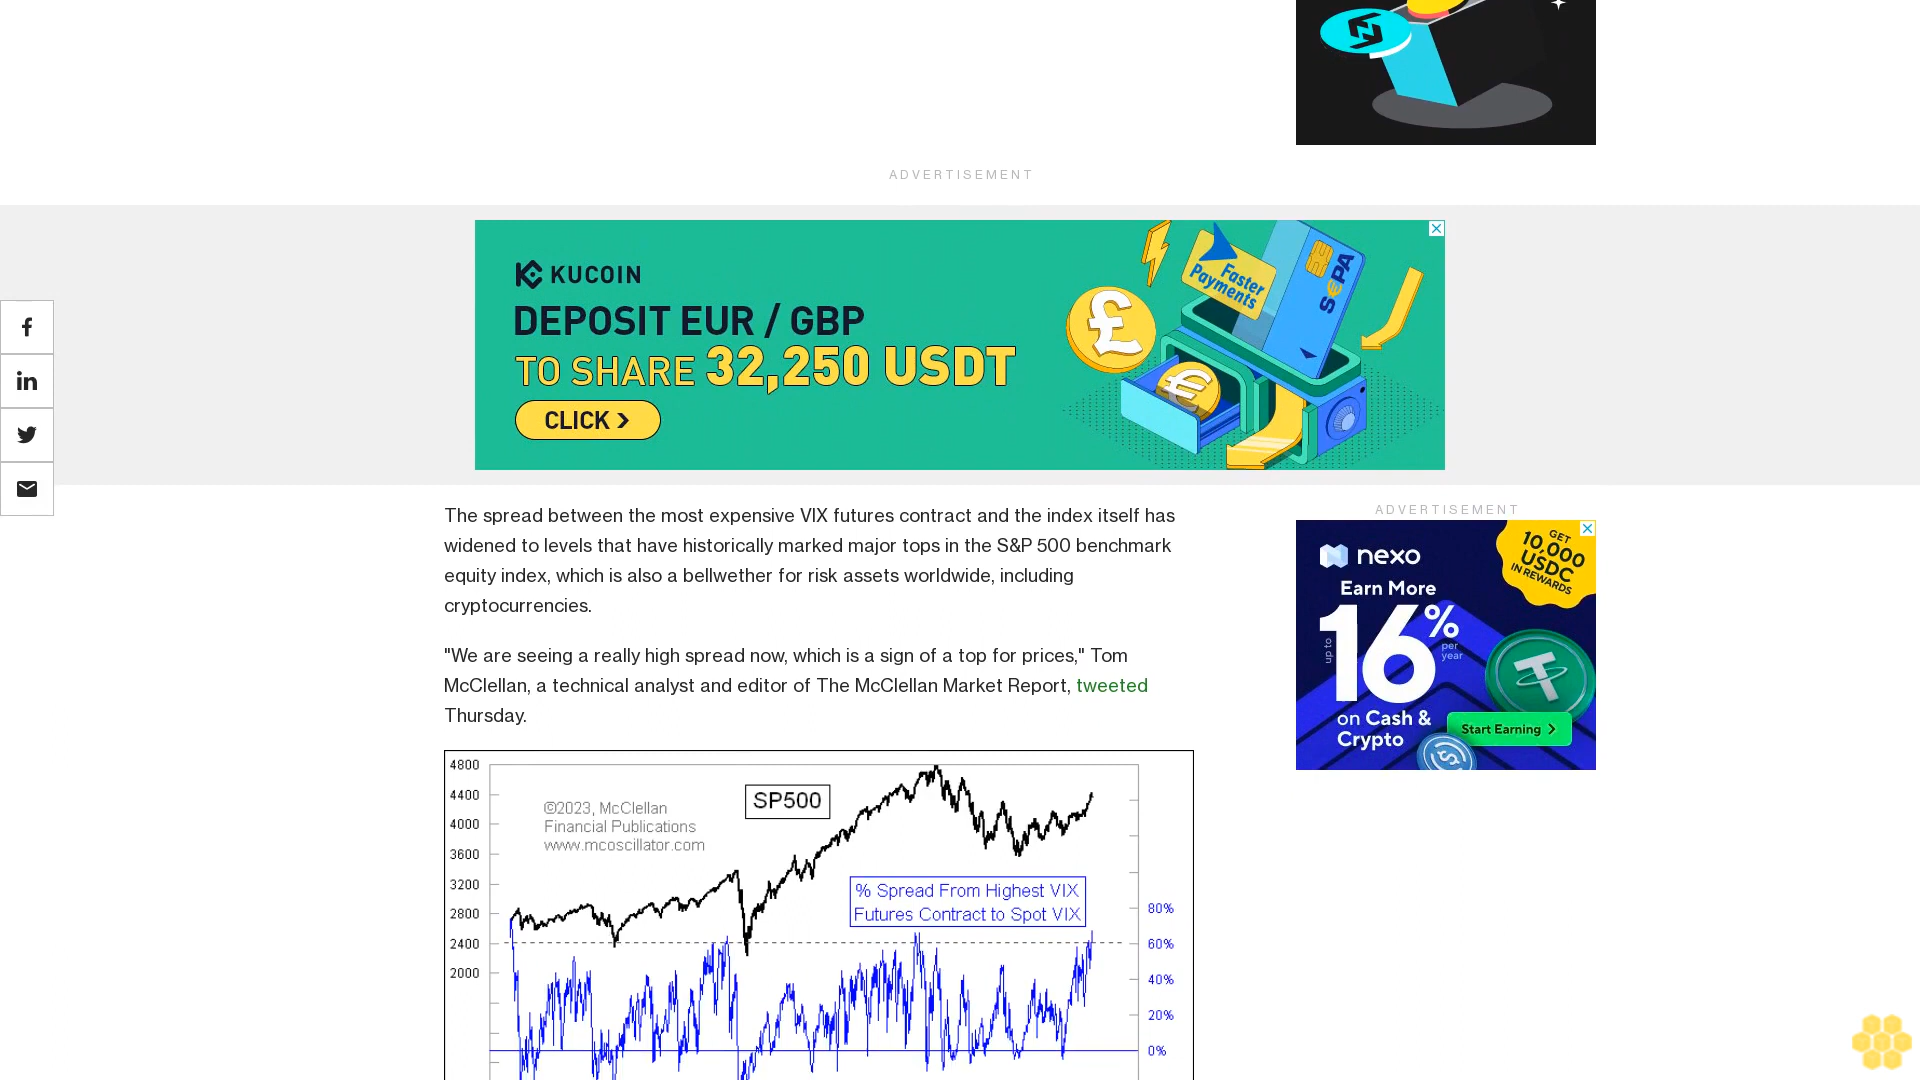 ADVERTISEMENT
KUCOIN
DEPOSIT EUR / GBP
TO SHARE 32,250 USDT
CLICK >
Faster
Payments
S€PA
The spread between the most expensive VIX futures contract and the index itself has
widened to levels that have historically marked major tops in the S&P 500 benchmark
equity index, which is also a bellwether for risk assets worldwide, including
cryptocurrencies.
"We are seeing a really high spread now, which is a sign of a top for prices," Tom
McClellan, a technical analyst and editor of The McClellan Market Report, tweeted
Thursday.
4800
4400
4000
3600
3200
2800
2400
2000
©2023, McClellan
Financial Publications
www.mcoscillator.com
SP500
% Spread From Highest VIX
Futures Contract to Spot VIX
80%
60%
40%
20%
0%
ADVERTISEMENT
nexo
GET
10,000
USDC
IN REWARDS
Earn More
up to
16%
per
year
on Cash &
Crypto
Start Earning >